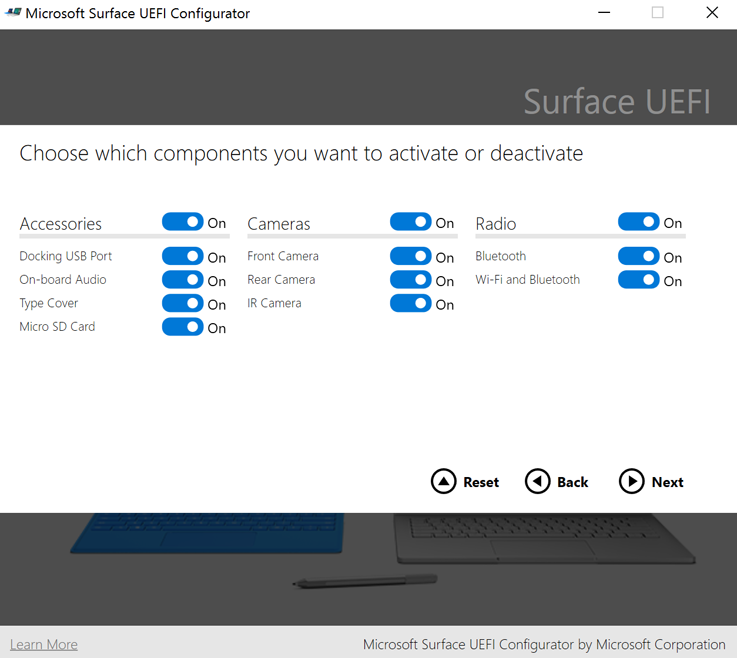 Microsoft Surface UEFI Configurator
Surface UEFI
Choose which components you want to activate or deactivate
Accessories On
Docking USB Port On
On-board Audio On
Type Cover On
Micro SD Card On
Cameras On
Front Camera On
Rear Camera On
IR Camera On
Radio On
Bluetooth On
Wi-Fi and Bluetooth On
Reset Back Next
Learn More Microsoft Surface UEFI Configurator by Microsoft Corporation